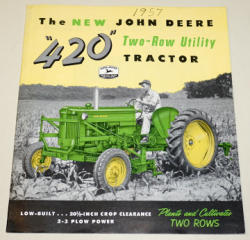 1957
The NEW JOHN DEERE
"420" Two-Row Utility
TRACTOR
LOW-BUILT... 20½-INCH CROP CLEARANCE
2-3 PLOW POWER
Plants and Cultivates
TWO ROWS